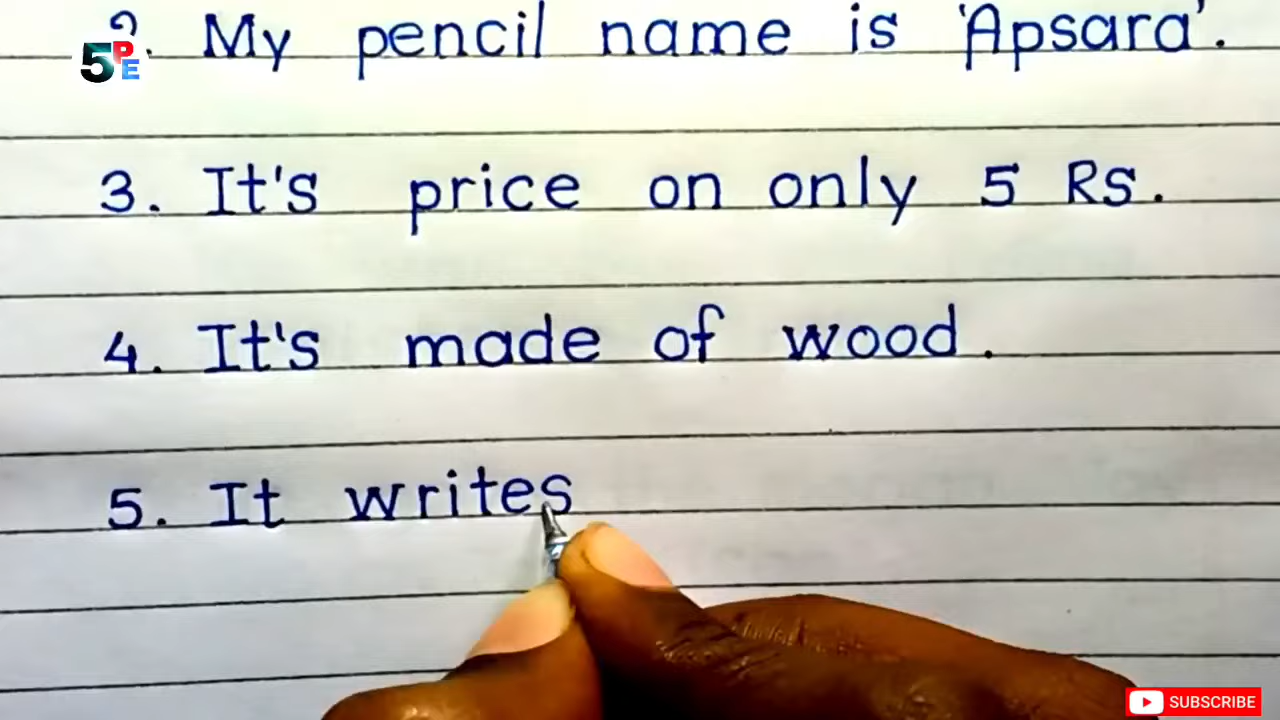 2. My pencil name is 'Apsara'.
5PE
3. It's price on only 5 Rs.
4. It's made of wood.
5. It writes
SUBSCRIBE